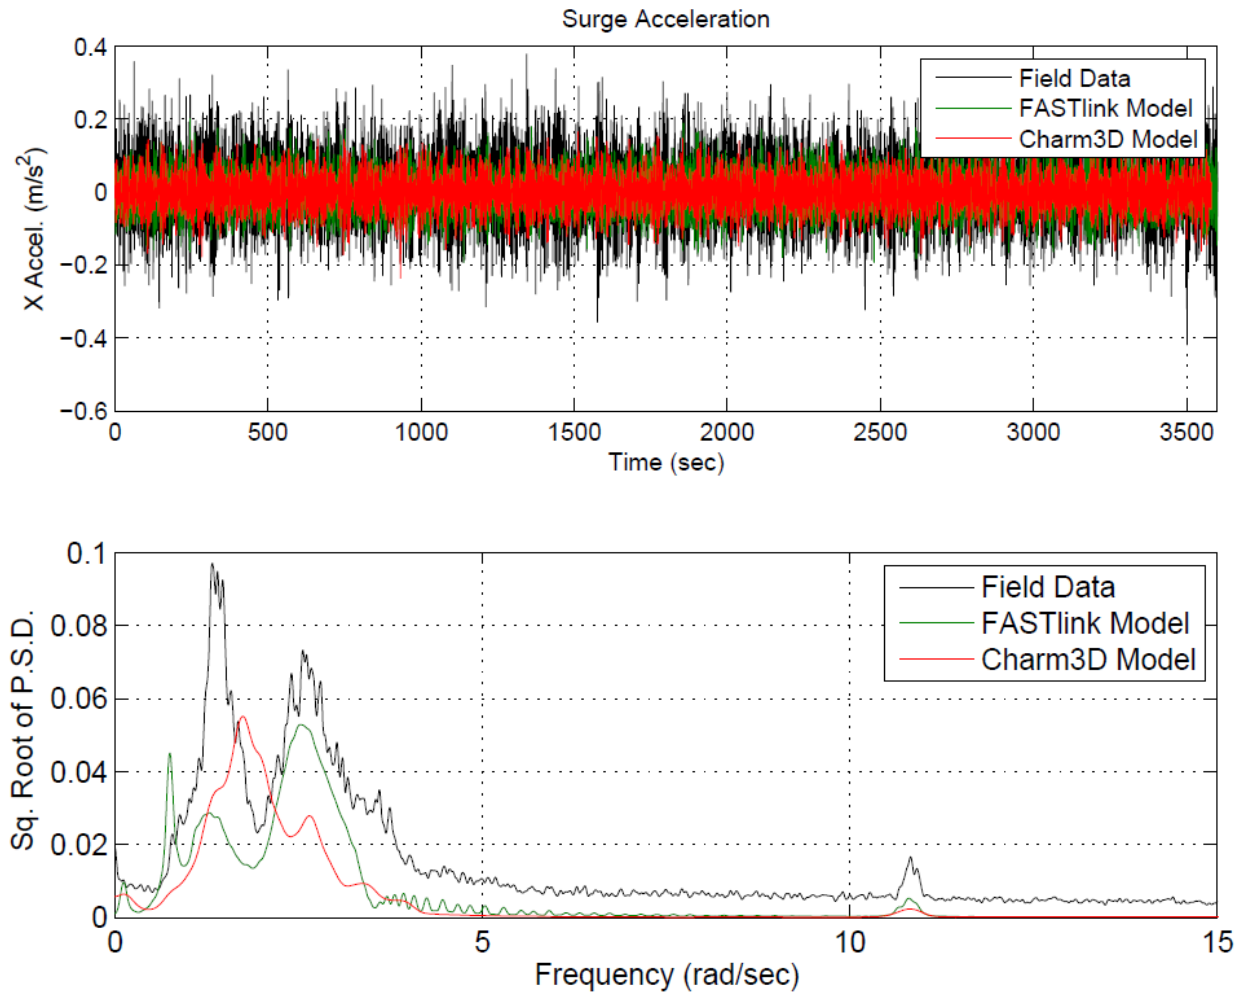 Surge Acceleration
X Accel. (m/s²)
0.4
0.2
0
−0.2
−0.4
−0.6
Field Data
FASTlink Model
Charm3D Model
0 500 1000 1500 2000 2500 3000 3500
Time (sec)
Sq. Root of P.S.D.
0.1
0.08
0.06
0.04
0.02
0
Field Data
FASTlink Model
Charm3D Model
0 5 10 15
Frequency (rad/sec)